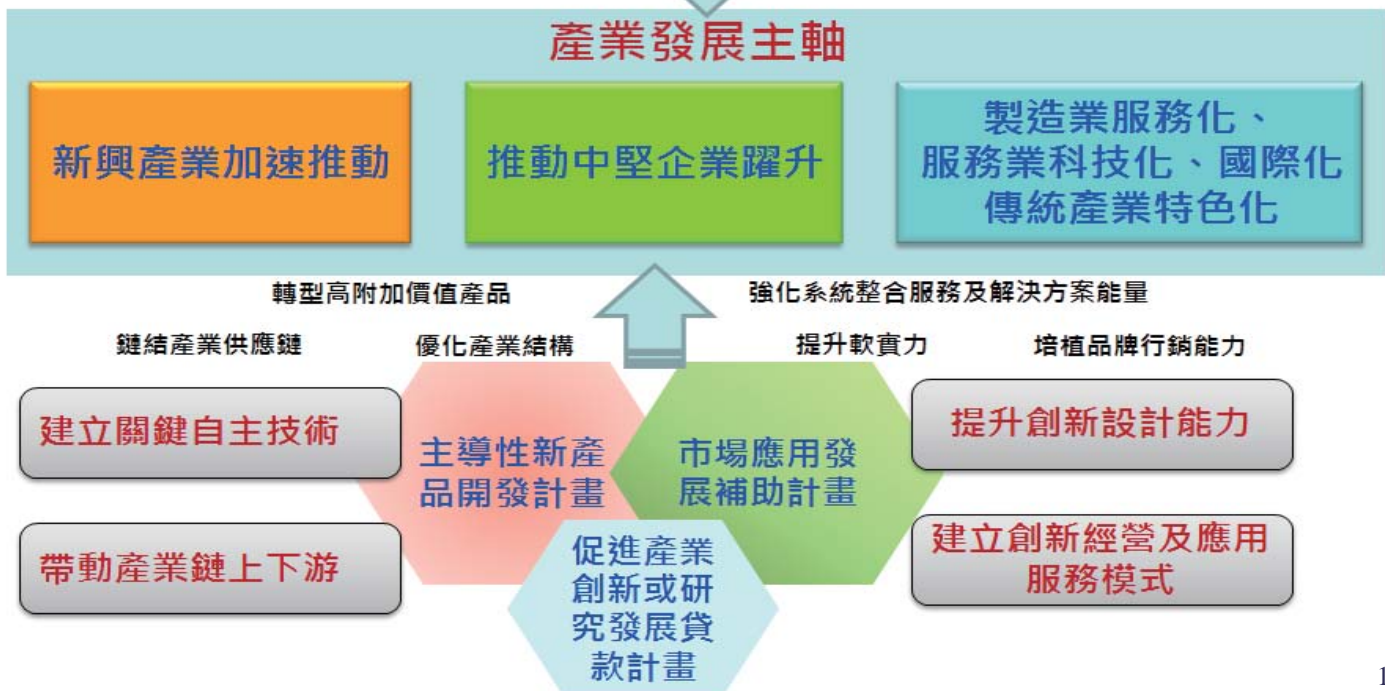 產業發展主軸
新興產業加速推動
推動中堅企業躍升
製造業服務化、
服務業科技化、國際化
傳統產業特色化
轉型高附加價值產品
強化系統整合服務及解決方案能量
鏈結產業供應鏈
優化產業結構
提升軟實力
培植品牌行銷能力
建立關鍵自主技術
帶動產業鏈上下游
主導性新產
品開發計畫
市場應用發
展補助計畫
促進產業
創新或研
究發展貸
款計畫
提升創新設計能力
建立創新經營及應用
服務模式
1